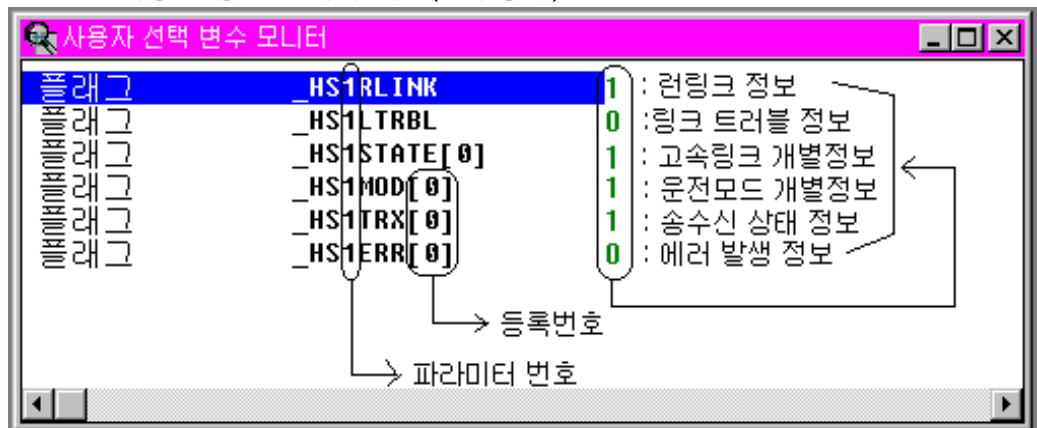 사용자 선택 변수 모니터
플래그 _HS1RLINK 1 : 런링크 정보
플래그 _HS1LTRBL 0 :링크 트러블 정보
플래그 _HS1STATE[0] 1 : 고속링크 개별정보
플래그 _HS1MOD[0] 1 : 운전모드 개별정보
플래그 _HS1TRX[0] 1 : 송수신 상태 정보
플래그 _HS1ERR[0] 0 : 에러 발생 정보
등록번호
파라미터 번호